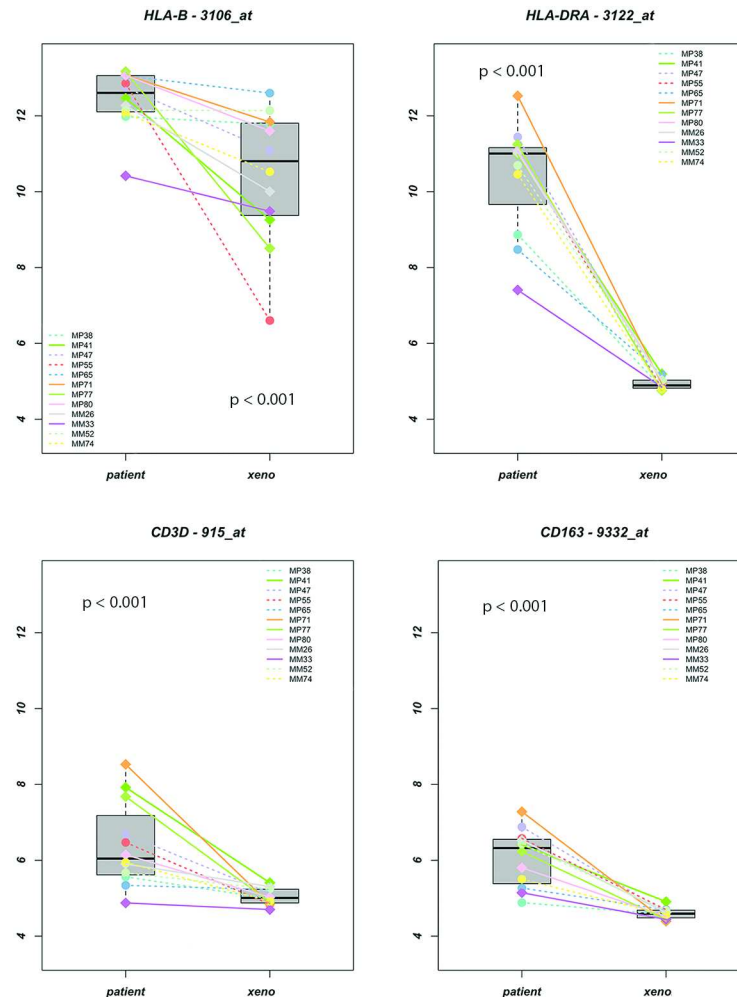 HLA-B - 3106_at
12
10
8
6
4
MP38
MP41
MP47
MP55
MP65
MP71
MP77
MP80
MM26
MM33
MM52
MM74
p < 0.001
patient xeno
HLA-DRA - 3122_at
p < 0.001
MP38
MP41
MP47
MP55
MP65
MP71
MP77
MP80
MM26
MM33
MM52
MM74
12
10
8
6
4
patient xeno
CD3D - 915_at
p < 0.001
MP38
MP41
MP47
MP55
MP65
MP71
MP77
MP80
MM26
MM33
MM52
MM74
12
10
8
6
4
patient xeno
CD163 - 9332_at
p < 0.001
MP38
MP41
MP47
MP55
MP65
MP71
MP77
MP80
MM26
MM33
MM52
MM74
12
10
8
6
4
patient xeno